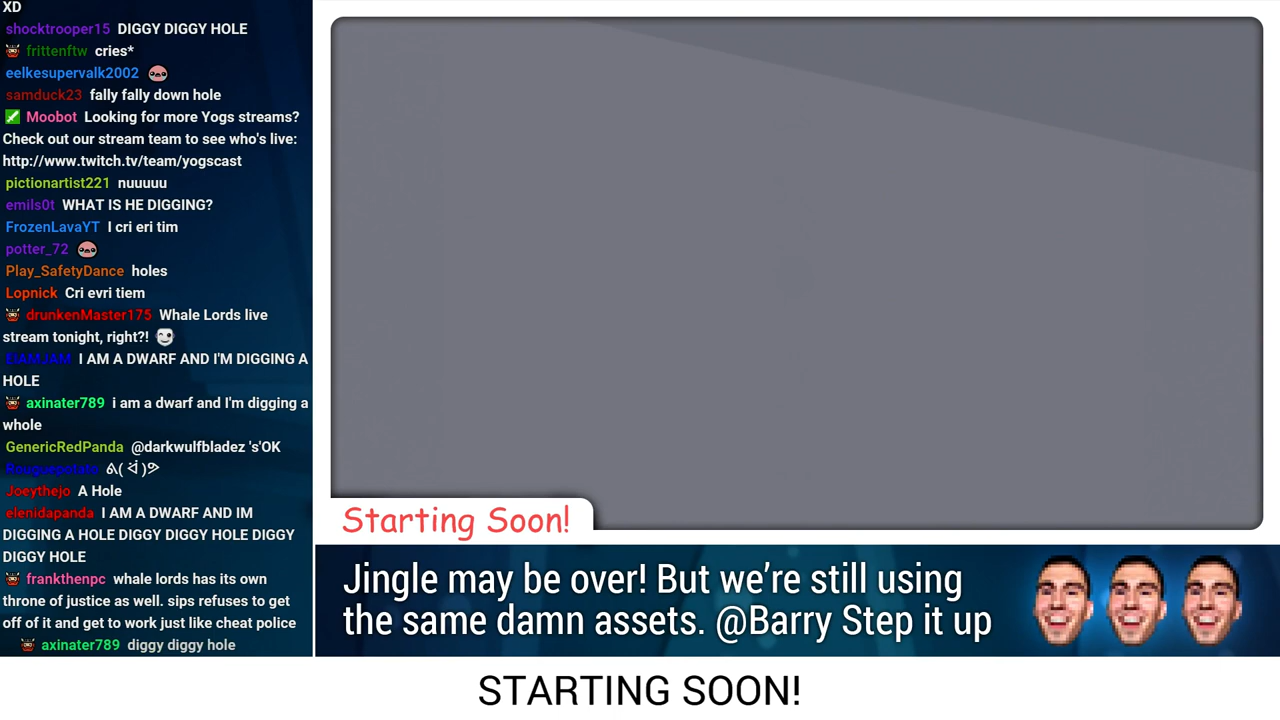 XD
shocktrooper15 DIGGY DIGGY HOLE
frittenftw cries*
eelkesupervalk2002
samduck23 fally fally down hole
Moobot Looking for more Yogs streams?
Check out our stream team to see who's live:
http://www.twitch.tv/team/yogscast
pictionartist221 nuuuuu
emils0t WHAT IS HE DIGGING?
FrozenLavaYT I cri eri tim
potter_72
Play_SafetyDance holes
Lopnick Cri evri tiem
drunkenMaster175 Whale Lords live
stream tonight, right?!
I AM A DWARF AND I'M DIGGING A
HOLE
axinater789 i am a dwarf and I'm digging a
whole
GenericRedPanda @darkwulfbladez 's'OK
Rouguepotato
Joeythejo A Hole
elenidapanda I AM A DWARF AND IM
DIGGING A HOLE DIGGY DIGGY HOLE DIGGY
DIGGY HOLE
frankthenpc whale lords has its own
throne of justice as well. sips refuses to get
off of it and get to work just like cheat police
axinater789 diggy diggy hole
Starting Soon!
Jingle may be over! But we’re still using
the same damn assets. @Barry Step it up
STARTING SOON!